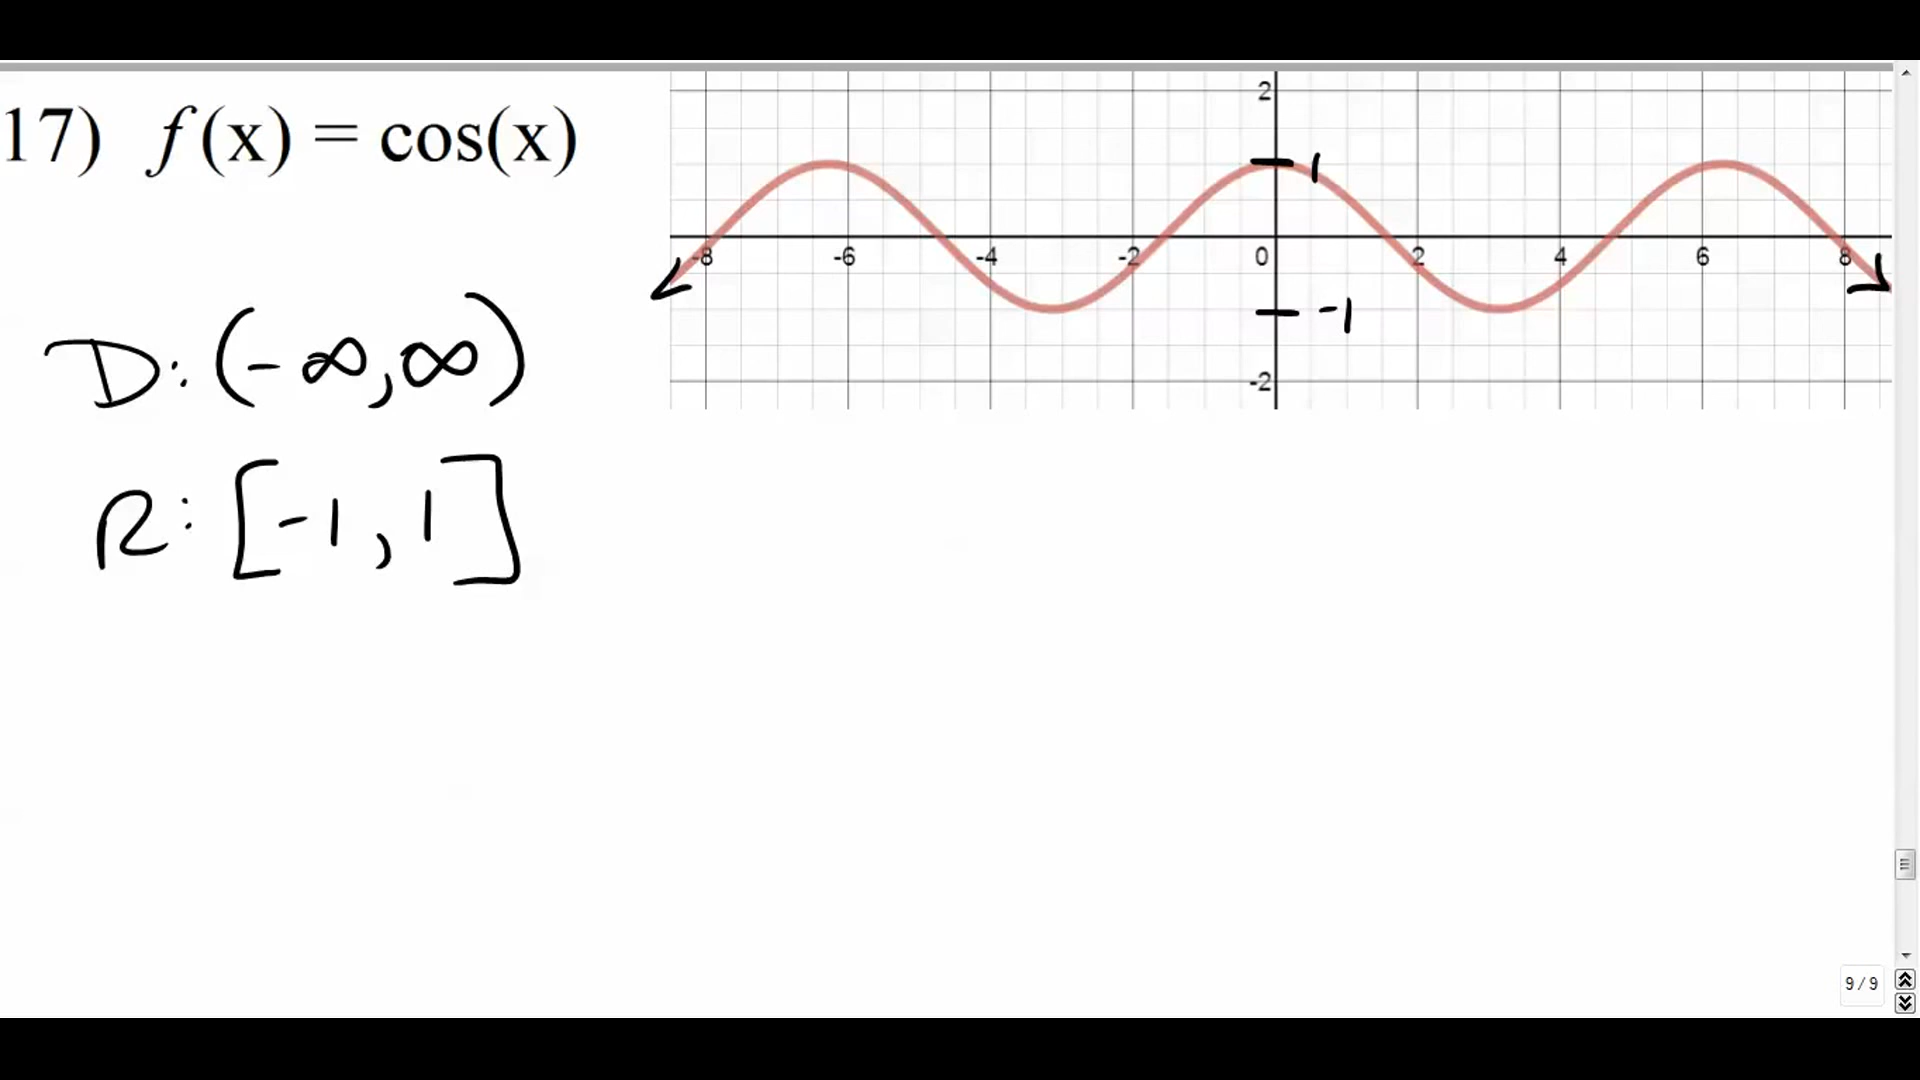 17) f(x) = cos(x)
2
1
-8 -6 -4 -2 0 2 4 6 8
-1
-2
D: (-∞,∞)
R: [-1,1]
9/9